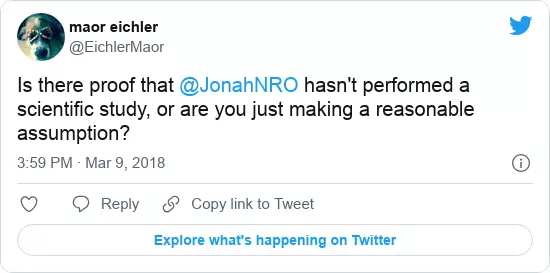 maor eichler
@EichlerMaor
Is there proof that @JonahNRO hasn't performed a
scientific study, or are you just making a reasonable
assumption?
3:59 PM · Mar 9, 2018
Reply
Copy link to Tweet
Explore what's happening on Twitter